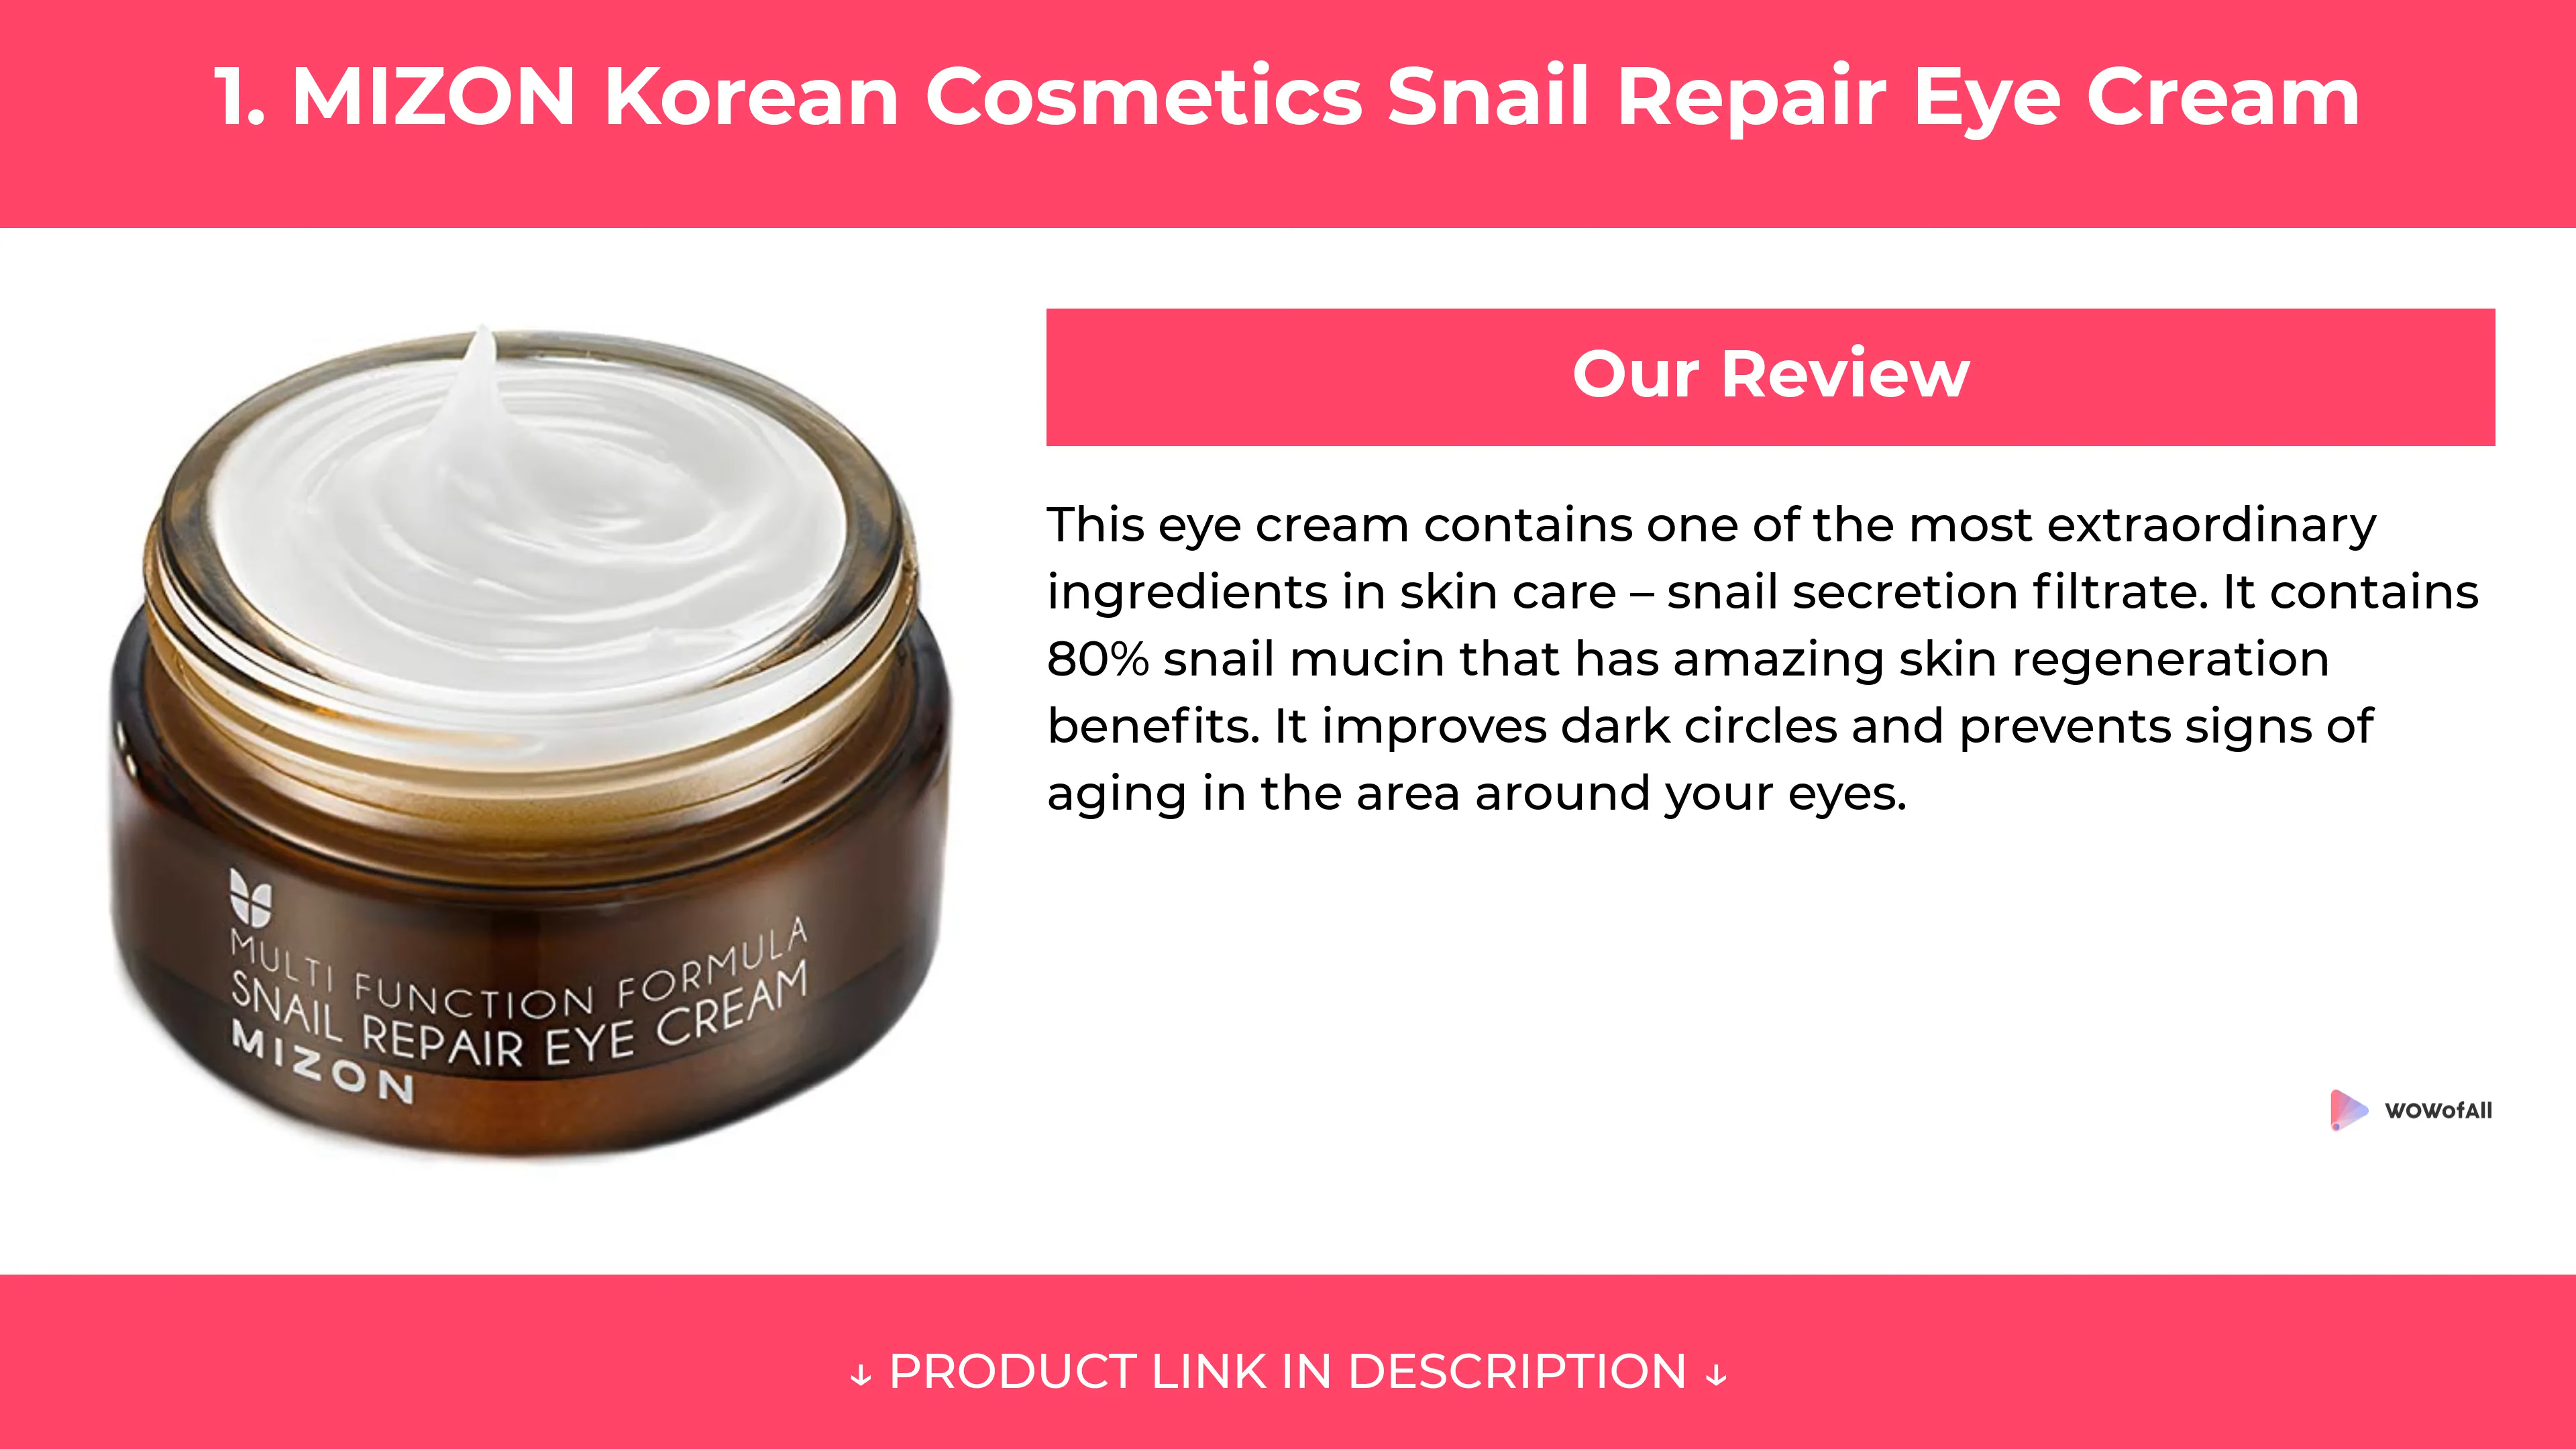 1. MIZON Korean Cosmetics Snail Repair Eye Cream
Our Review
This eye cream contains one of the most extraordinary
ingredients in skin care – snail secretion filtrate. It contains
80% snail mucin that has amazing skin regeneration
benefits. It improves dark circles and prevents signs of
aging in the area around your eyes.
MULTI FUNCTION FORMULA
SNAIL REPAIR EYE CREAM
MIZON
WOWofAll
↓ PRODUCT LINK IN DESCRIPTION ↓